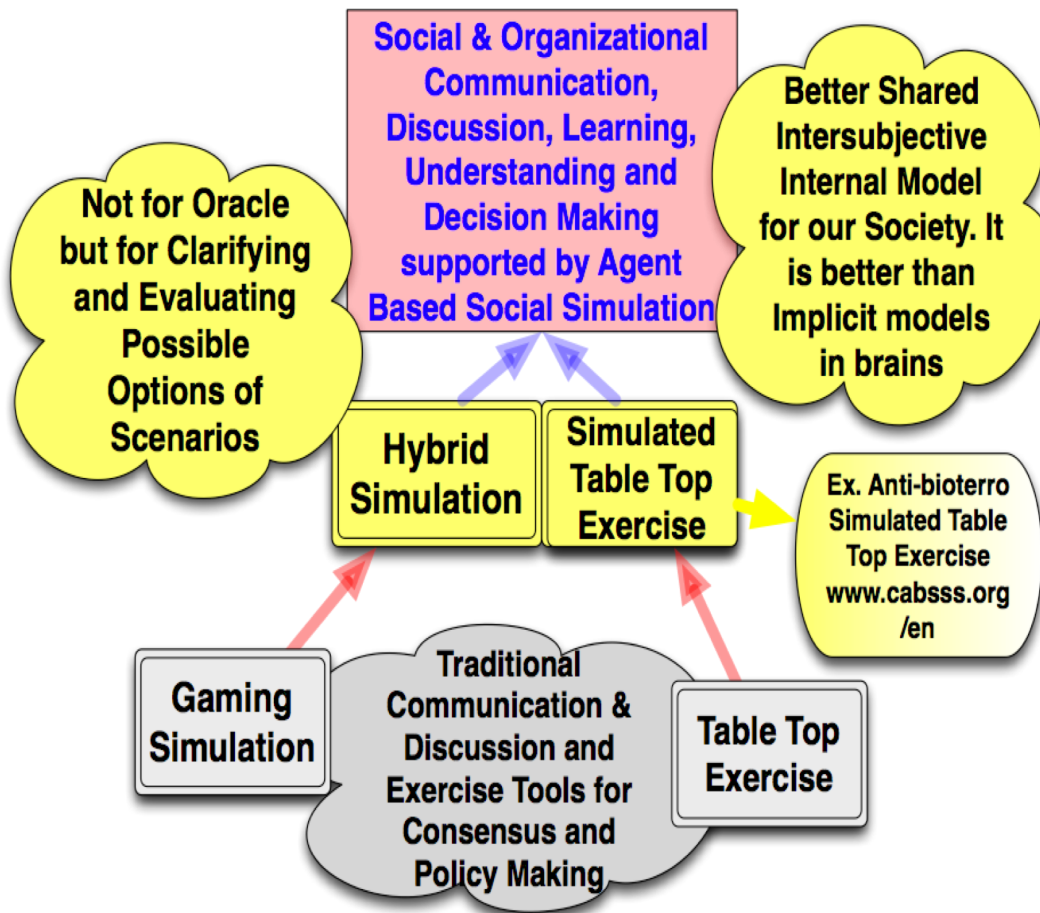 Social & Organizational
Communication,
Discussion, Learning,
Understanding and
Decision Making
supported by Agent
Based Social Simulation
Better Shared
Intersubjective
Internal Model
for our Society. It
is better than
Implicit models
in brains
Not for Oracle
but for Clarifying
and Evaluating
Possible
Options of
Scenarios
Hybrid
Simulation
Simulated
Table Top
Exercise
Ex. Anti-bioterro
Simulated Table
Top Exercise
www.cabsss.org
/en
Gaming
Simulation
Traditional
Communication &
Discussion and
Exercise Tools for
Consensus and
Policy Making
Table Top
Exercise